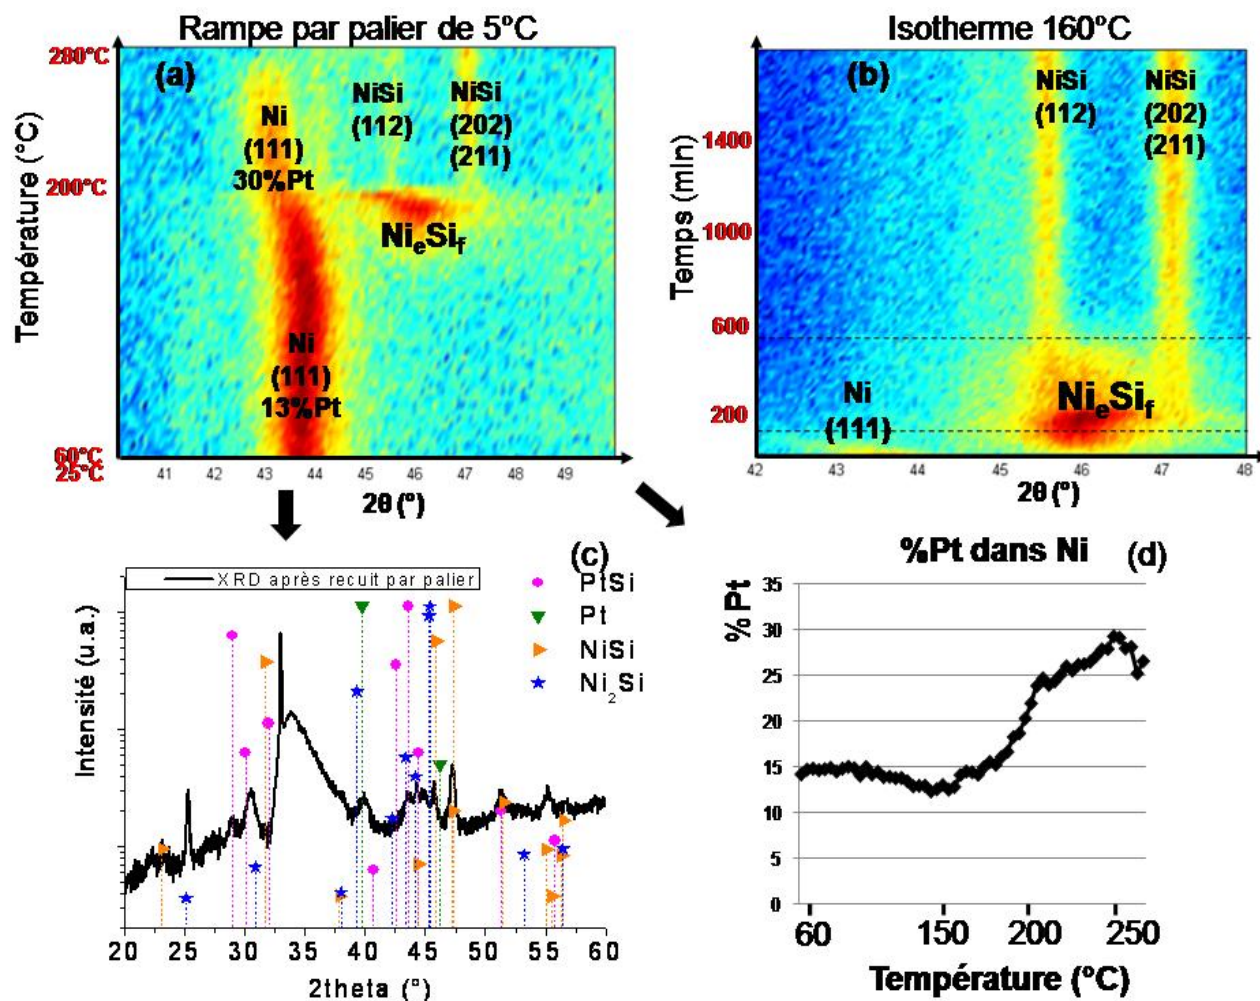 Rampe par palier de 5°C
(a)
Température (°C)
280°C
200°C
60°C
25°C
Ni
(111)
30%Pt
NiSi
(112)
NiSi
(202)
(211)
Ni_eSi_f
Ni
(111)
13%Pt
41 42 43 44 45 46 47 48 49
2θ (°)
Isotherme 160°C
(b)
Temps (min)
1400
1000
600
200
NiSi
(112)
NiSi
(202)
(211)
Ni_eSi_f
Ni
(111)
42 43 44 45 46 47 48
2θ (°)
(c)
XRD après recuit par palier
PtSi
Pt
NiSi
Ni₂Si
Intensité (u.a.)
20 25 30 35 40 45 50 55 60
2theta (°)
%Pt dans Ni (d)
% Pt
35
30
25
20
15
10
5
0
60 150 200 250
Température (°C)